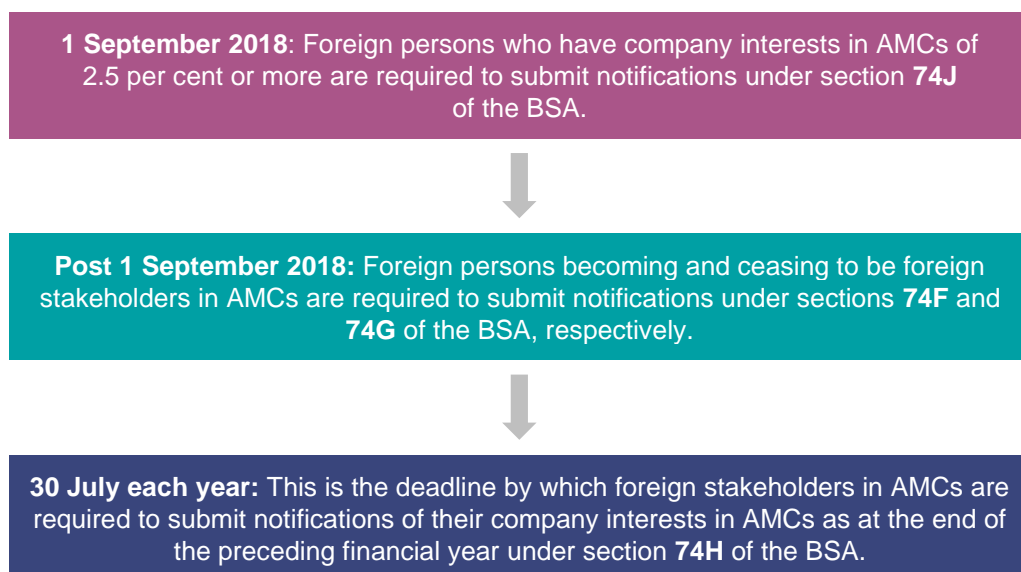 1 September 2018: Foreign persons who have company interests in AMCs of
2.5 per cent or more are required to submit notifications under section 74J
of the BSA.
Post 1 September 2018: Foreign persons becoming and ceasing to be foreign
stakeholders in AMCs are required to submit notifications under sections 74F and
74G of the BSA, respectively.
30 July each year: This is the deadline by which foreign stakeholders in AMCs are
required to submit notifications of their company interests in AMCs as at the end of
the preceding financial year under section 74H of the BSA.